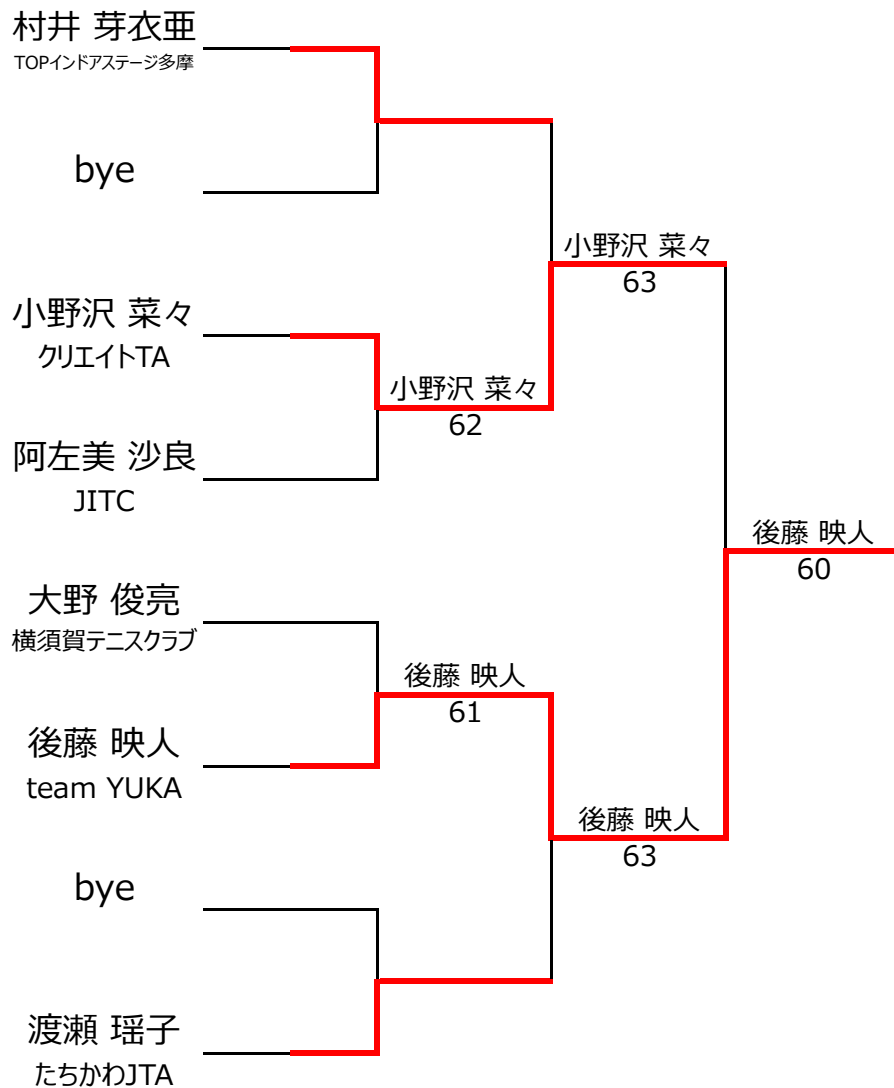 村井 芽衣亜
TOPインドアステージ多摩
bye
小野沢 菜々
63
小野沢 菜々
クリエイトTA
小野沢 菜々
62
阿左美 沙良
JITC
後藤 映人
60
大野 俊亮
横須賀テニスクラブ
後藤 映人
61
後藤 映人
team YUKA
後藤 映人
63
bye
渡瀬 瑶子
たちかわJTA